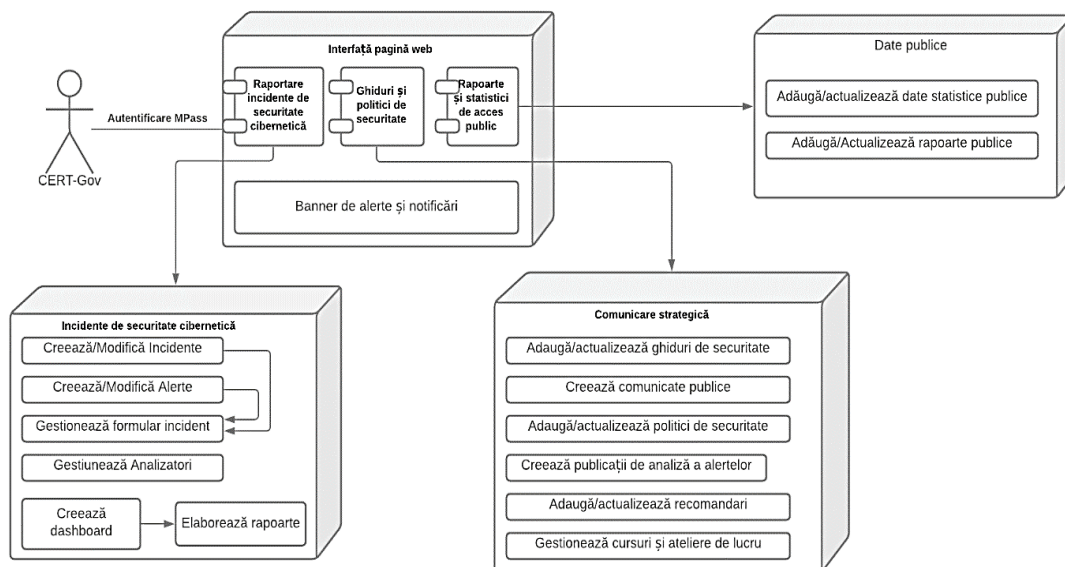 Interfață pagină web
Raportare
incidente de
securitate
cibernetică
Ghiduri și
politici de
securitate
Rapoarte
și statistici
de acces
public
Banner de alerte și notificări
Autentificare MPass
CERT-Gov
Date publice
Adăugă/actualizează date statistice publice
Adăugă/Actualizează rapoarte publice
Incidente de securitate cibernetică
Creează/Modifică Incidente
Creează/Modifică Alerte
Gestionează formular incident
Gestiunează Analizatori
Creează
dashboard
Elaborează rapoarte
Comunicare strategică
Adaugă/actualizează ghiduri de securitate
Creează comunicate publice
Adaugă/actualizează politici de securitate
Creează publicații de analiză a alertelor
Adaugă/actualizează recomandari
Gestionează cursuri și ateliere de lucru